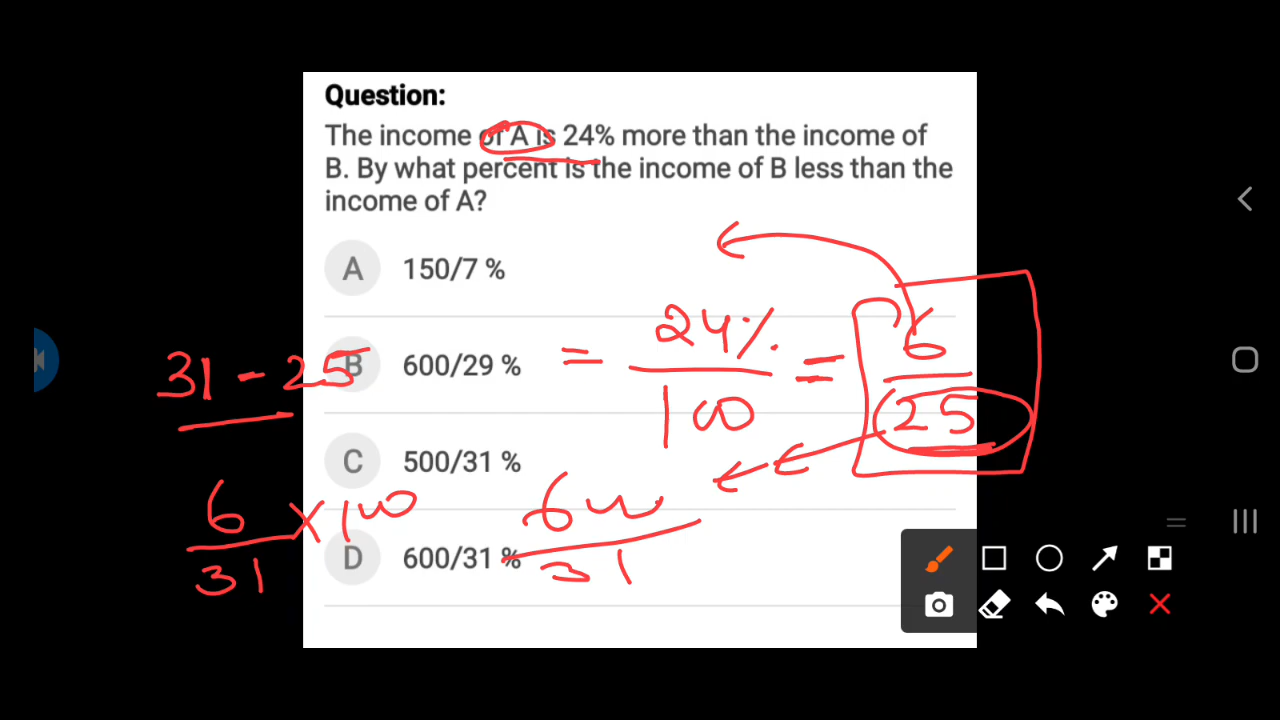 Question:
The income of A is 24% more than the income of
B. By what percent is the income of B less than the
income of A?
A 150/7 %
B 600/29 %
C 500/31 %
D 600/31 %
31 - 25
6
31
×100
600
31
=
24%
100
=
6
25